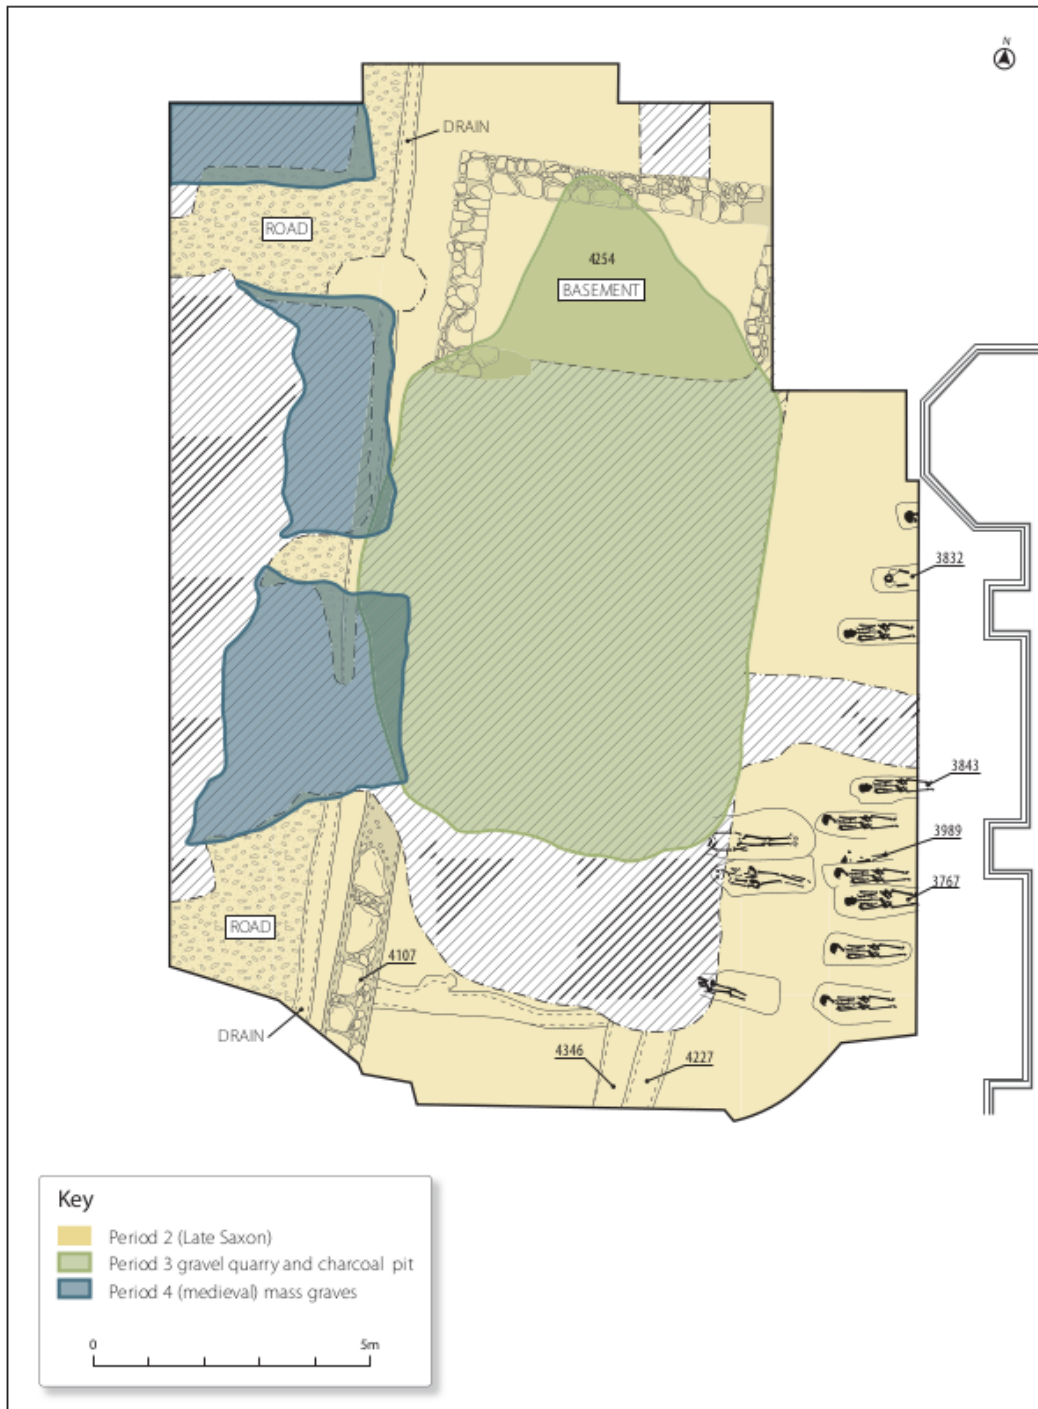 N
DRAIN
ROAD
4254
BASEMENT
3832
3843
3989
3767
ROAD
4107
DRAIN
4346
4227
Key
Period 2 (Late Saxon)
Period 3 gravel quarry and charcoal pit
Period 4 (medieval) mass graves
0 5m